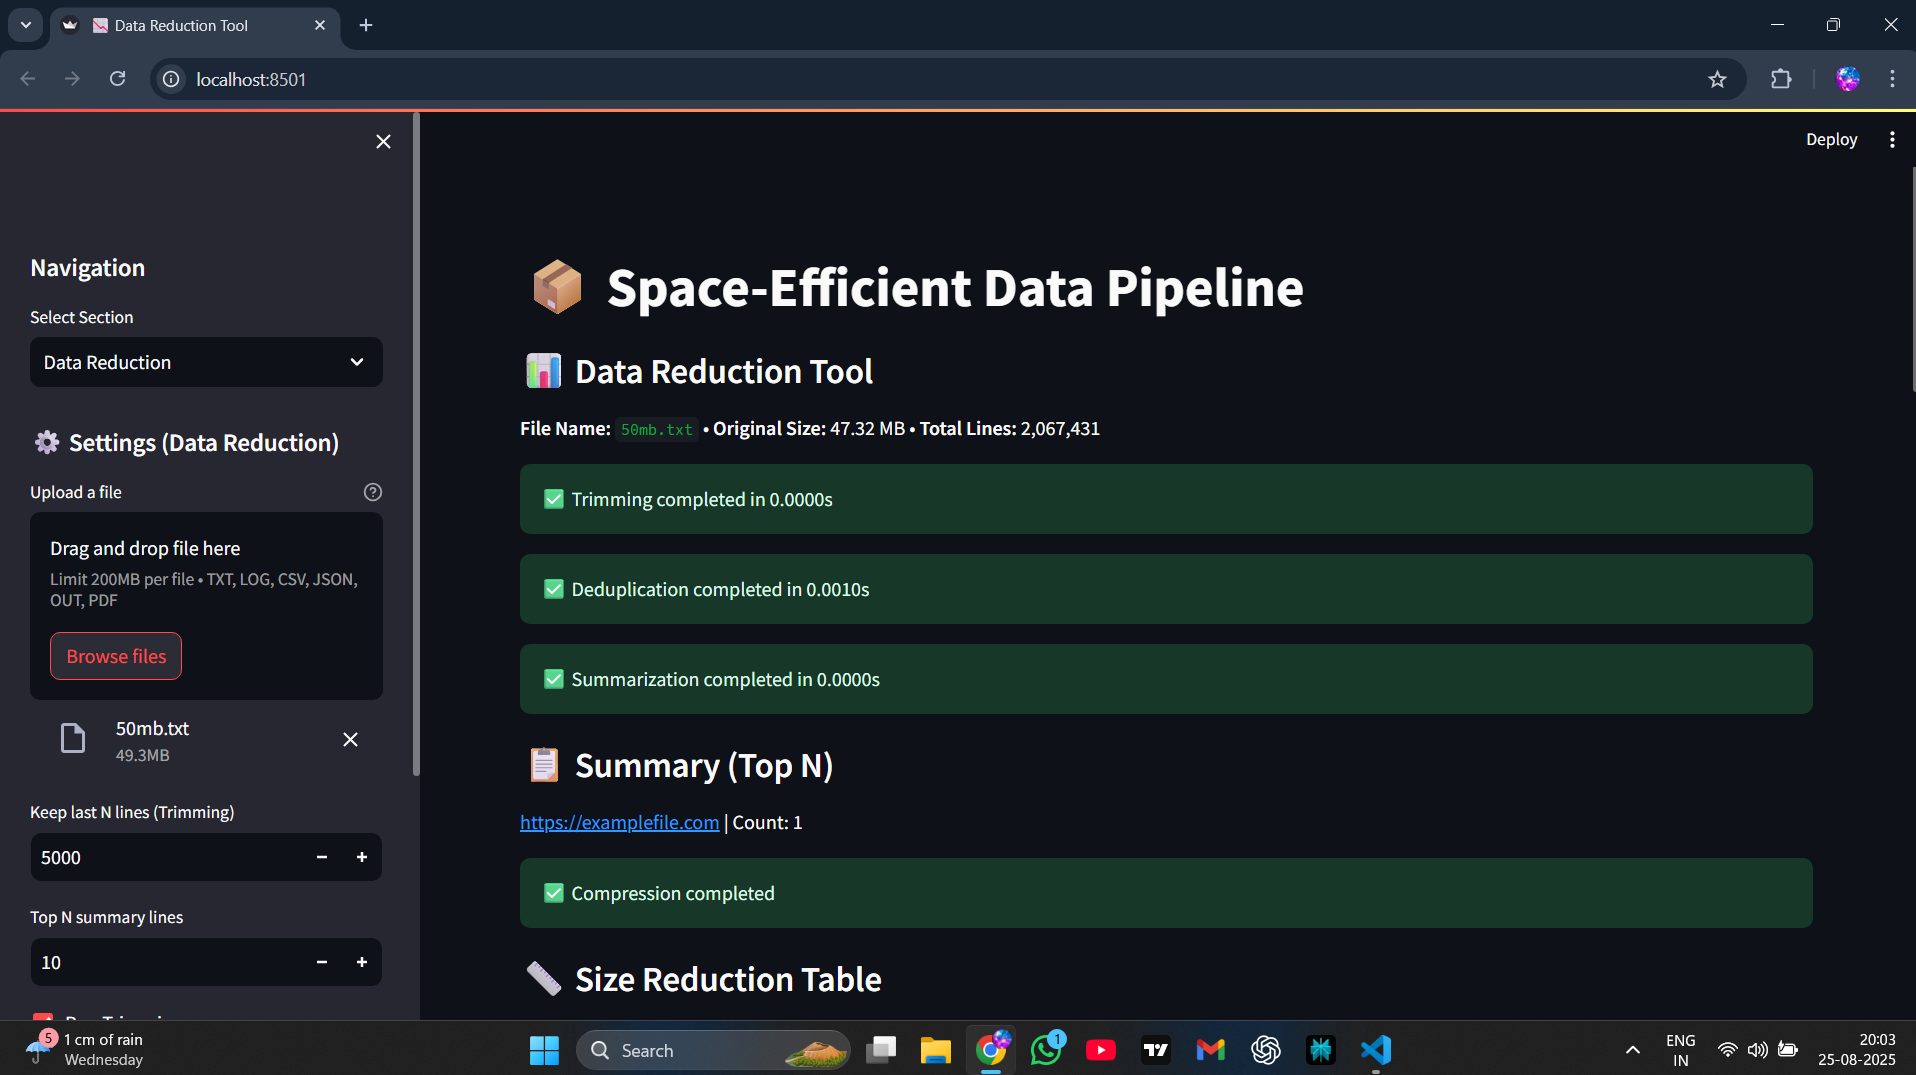 Data Reduction Tool
localhost:8501
Deploy
Navigation
Select Section
Data Reduction
Settings (Data Reduction)
Upload a file
Drag and drop file here
Limit 200MB per file • TXT, LOG, CSV, JSON,
OUT, PDF
Browse files
50mb.txt
49.3MB
Keep last N lines (Trimming)
5000
Top N summary lines
10
Space-Efficient Data Pipeline
Data Reduction Tool
File Name: 50mb.txt • Original Size: 47.32 MB • Total Lines: 2,067,431
Trimming completed in 0.0000s
Deduplication completed in 0.0010s
Summarization completed in 0.0000s
Summary (Top N)
https://examplefile.com | Count: 1
Compression completed
Size Reduction Table
5
1 cm of rain
Wednesday
Search
1
ENG
IN
20:03
25-08-2025